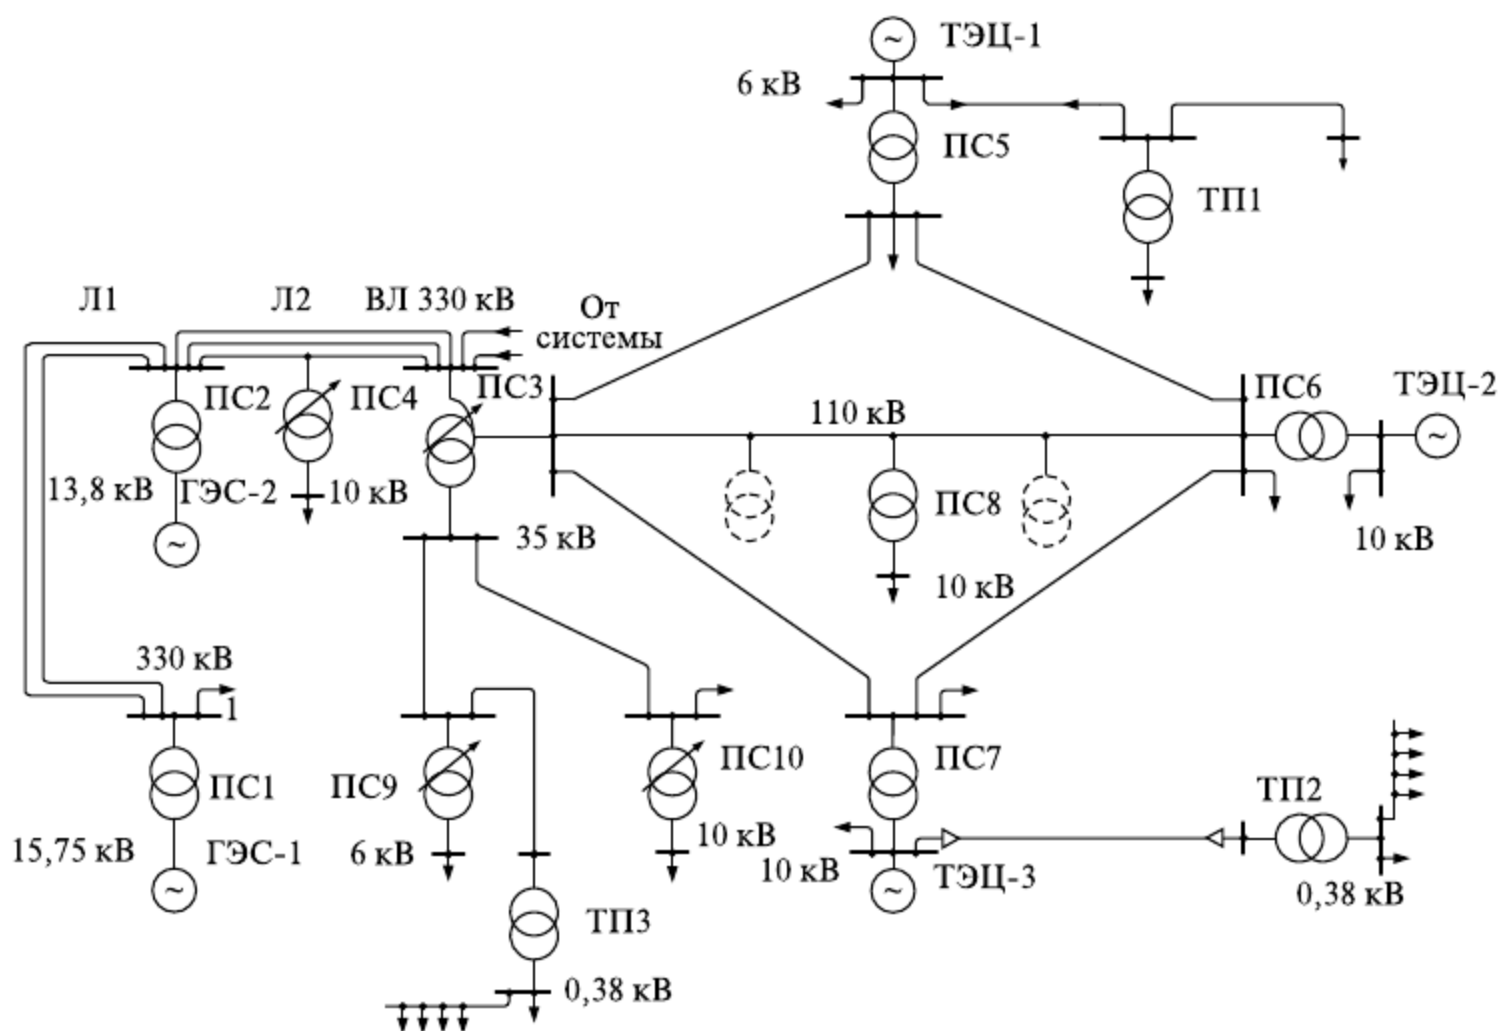 ТЭЦ-1
6 кВ
ПС5
ТП1
Л1
Л2
ВЛ 330 кВ
От
системы
ПС2
ПС4
ПС3
110 кВ
ПС6
ТЭЦ-2
13,8 кВ
ГЭС-2
10 кВ
35 кВ
ПС8
10 кВ
10 кВ
330 кВ
1
ПС1
15,75 кВ
ГЭС-1
ПС9
6 кВ
ПС10
10 кВ
ПС7
10 кВ
ТЭЦ-3
ТП2
0,38 кВ
ТП3
0,38 кВ